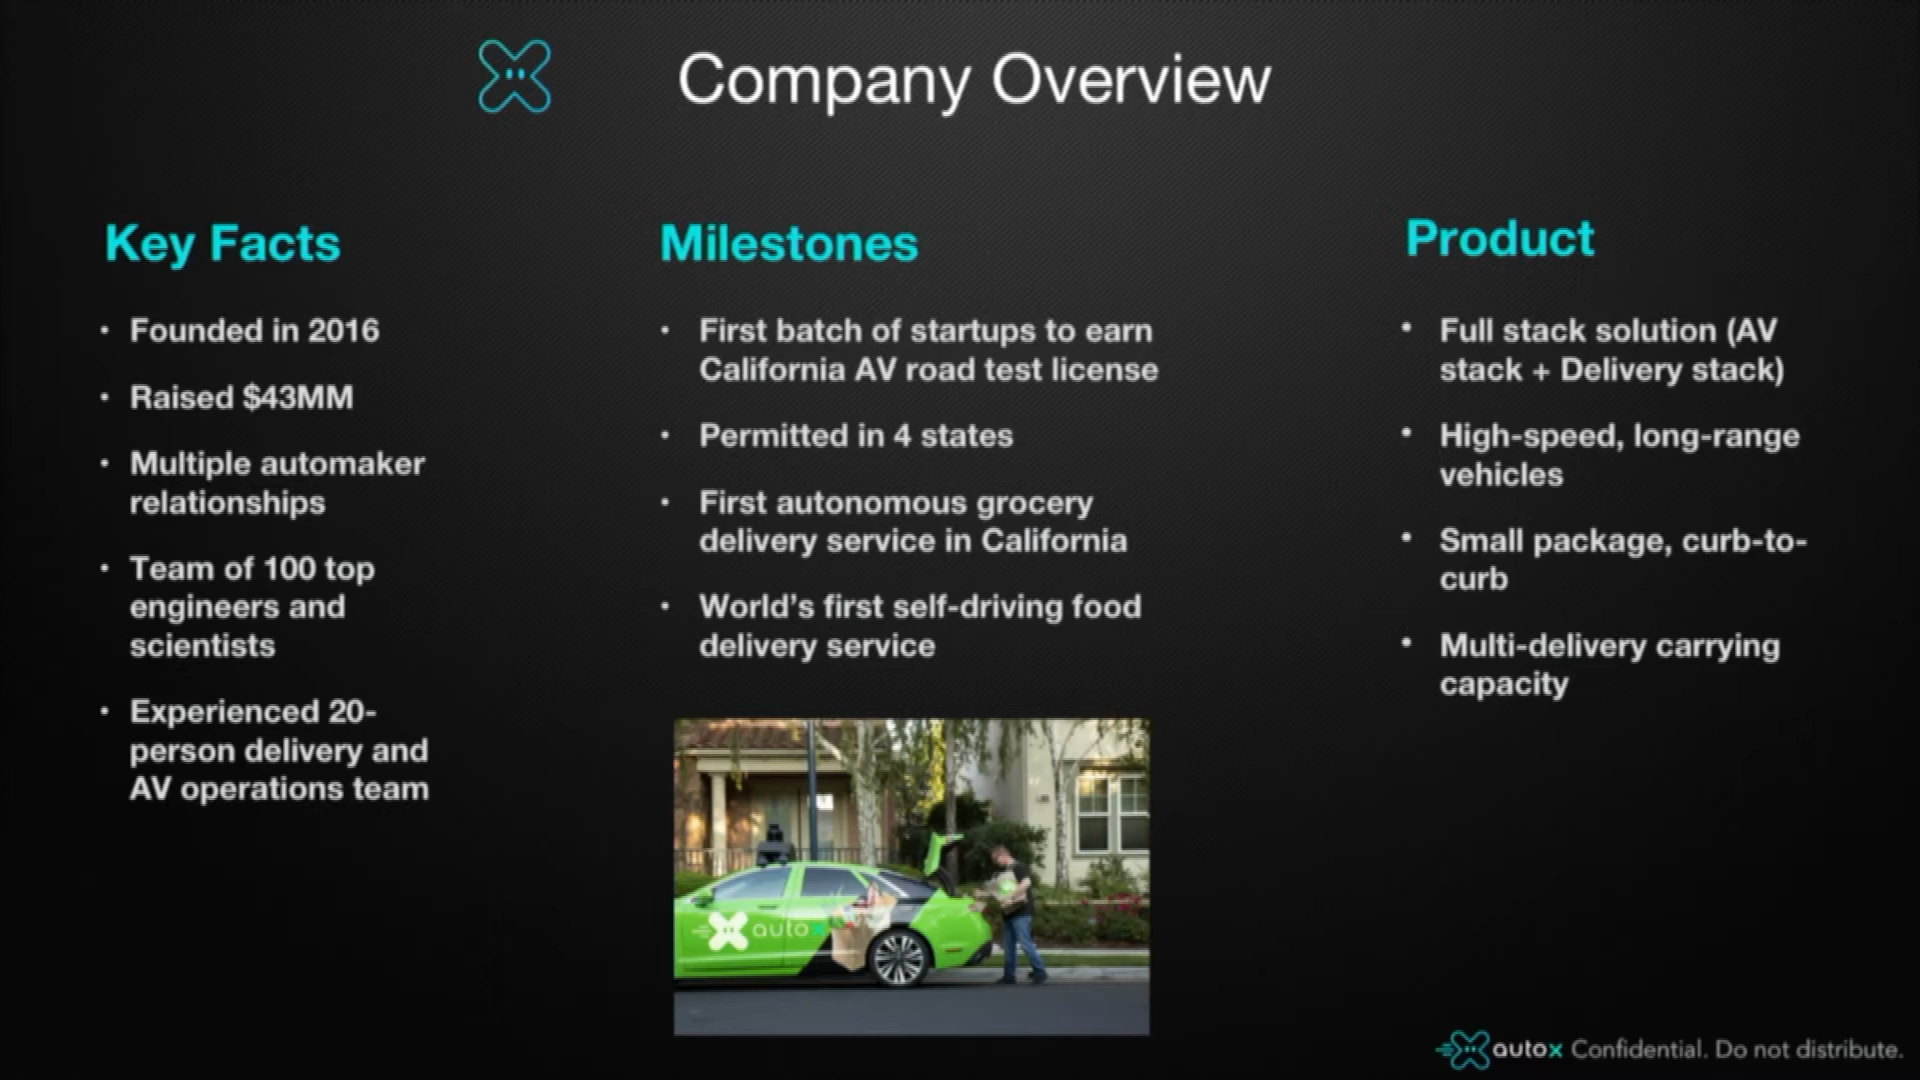 Company Overview
Key Facts
• Founded in 2016
• Raised $43MM
• Multiple automaker
relationships
• Team of 100 top
engineers and
scientists
• Experienced 20-
person delivery and
AV operations team
Milestones
• First batch of startups to earn
California AV road test license
• Permitted in 4 states
• First autonomous grocery
delivery service in California
• World's first self-driving food
delivery service
autox
Product
• Full stack solution (AV
stack + Delivery stack)
• High-speed, long-range
vehicles
• Small package, curb-to-
curb
• Multi-delivery carrying
capacity
autox Confidential. Do not distribute.